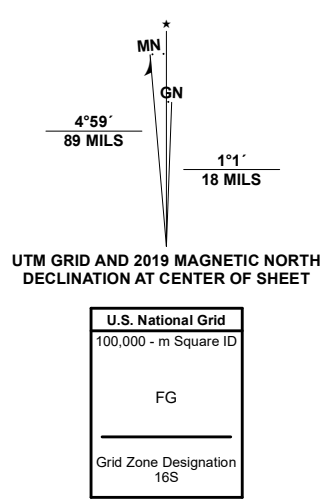 ★
MN
GN
4°59´
89 MILS
1°1´
18 MILS
UTM GRID AND 2019 MAGNETIC NORTH
DECLINATION AT CENTER OF SHEET
U.S. National Grid
100,000 - m Square ID
FG
Grid Zone Designation
16S